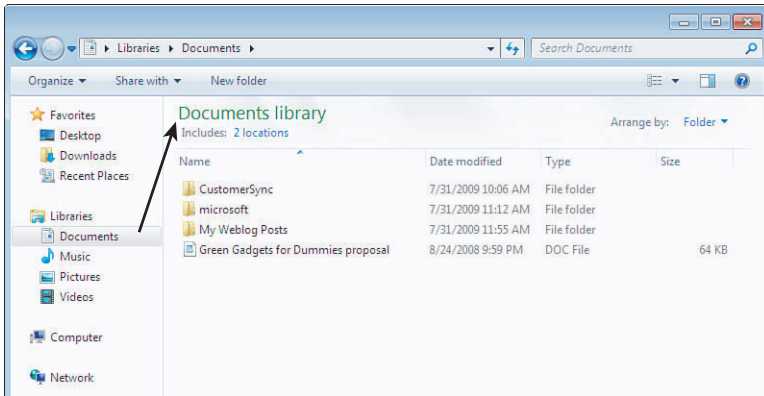 Libraries Documents
Search Documents
Organize Share with New folder
Favorites
Desktop
Downloads
Recent Places
Libraries
Documents
Music
Pictures
Videos
Computer
Network
Documents library
Includes: 2 locations
Arrange by: Folder
Name Date modified Type Size
CustomerSync 7/31/2009 10:06 AM File folder
microsoft 7/31/2009 11:12 AM File folder
My Weblog Posts 7/31/2009 11:55 AM File folder
Green Gadgets for Dummies proposal 8/24/2008 9:59 PM DOC File 64 KB